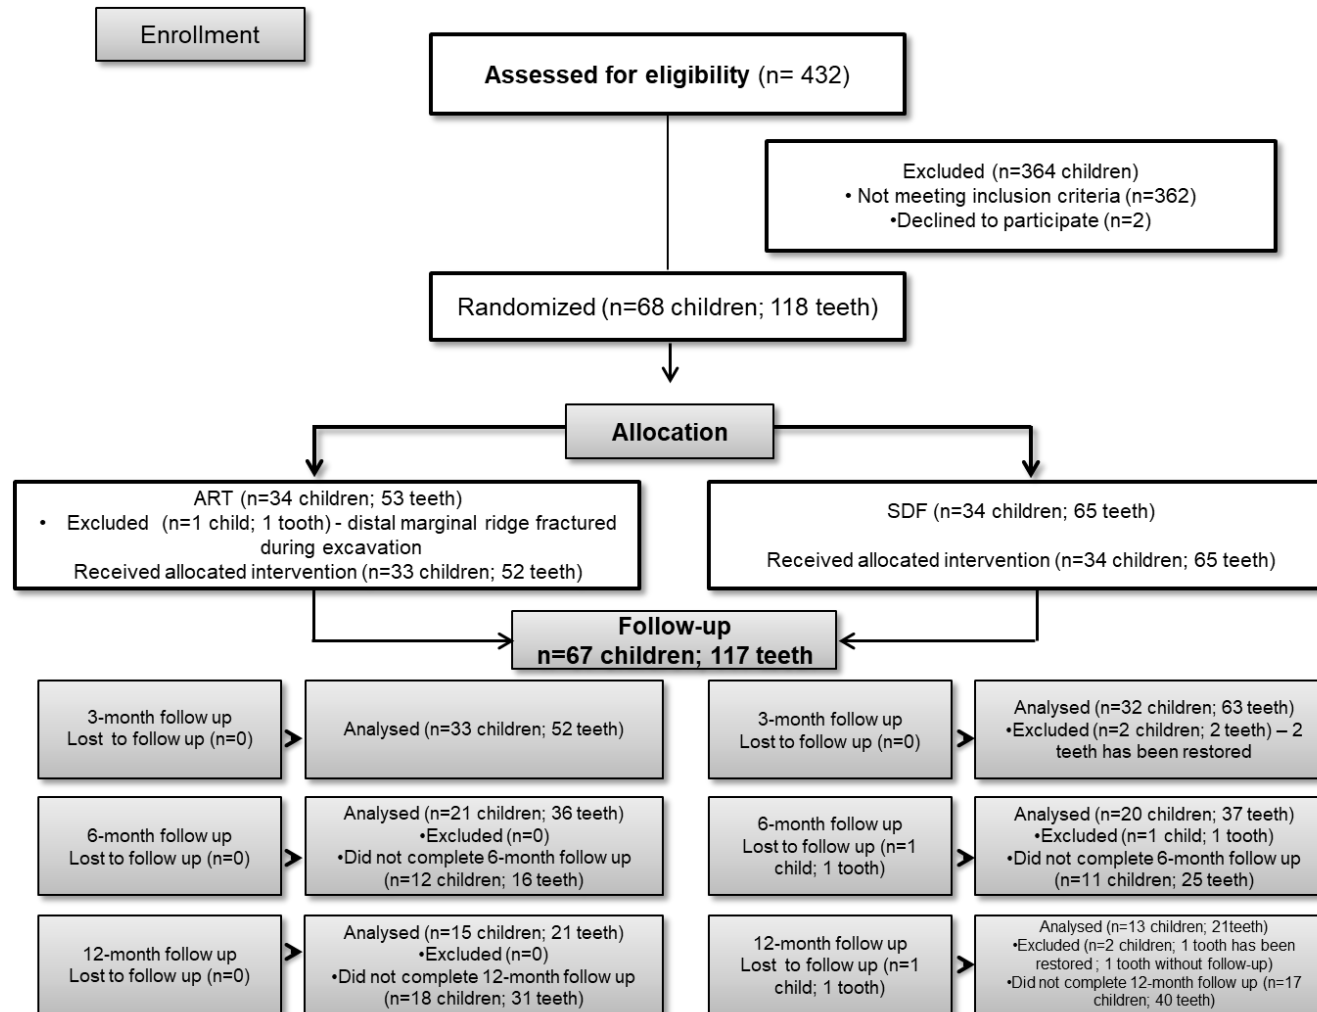 Enrollment
Assessed for eligibility (n= 432)
Excluded (n=364 children)
• Not meeting inclusion criteria (n=362)
•Declined to participate (n=2)
Randomized (n=68 children; 118 teeth)
Allocation
ART (n=34 children; 53 teeth)
• Excluded (n=1 child; 1 tooth) - distal marginal ridge fractured
during excavation
Received allocated intervention (n=33 children; 52 teeth)
SDF (n=34 children; 65 teeth)
Received allocated intervention (n=34 children; 65 teeth)
Follow-up
n=67 children; 117 teeth
3-month follow up
Lost to follow up (n=0)
Analysed (n=33 children; 52 teeth)
3-month follow up
Lost to follow up (n=0)
Analysed (n=32 children; 63 teeth)
•Excluded (n=2 children; 2 teeth) – 2
teeth has been restored
6-month follow up
Lost to follow up (n=0)
Analysed (n=21 children; 36 teeth)
•Excluded (n=0)
•Did not complete 6-month follow up
(n=12 children; 16 teeth)
6-month follow up
Lost to follow up (n=1
child; 1 tooth)
Analysed (n=20 children; 37 teeth)
•Excluded (n=1 child; 1 tooth)
•Did not complete 6-month follow up
(n=11 children; 25 teeth)
12-month follow up
Lost to follow up (n=0)
Analysed (n=15 children; 21 teeth)
•Excluded (n=0)
•Did not complete 12-month follow up
(n=18 children; 31 teeth)
12-month follow up
Lost to follow up (n=1
child; 1 tooth)
Analysed (n=13 children; 21teeth)
•Excluded (n=2 children; 1 tooth has been
restored ; 1 tooth without follow-up)
•Did not complete 12-month follow up (n=17
children; 40 teeth)